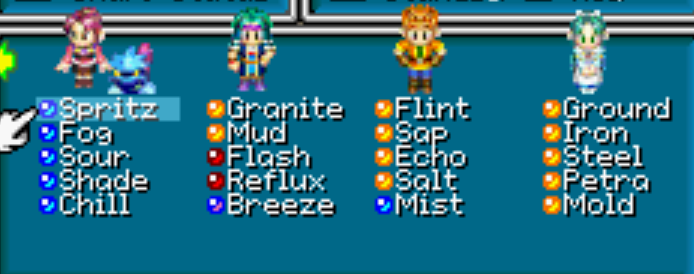 Spritz Granite Flint Ground
Fog Mud Sap Iron
Sour Flash Echo Steel
Shade Reflux Salt Petra
Chill Breeze Mist Mold